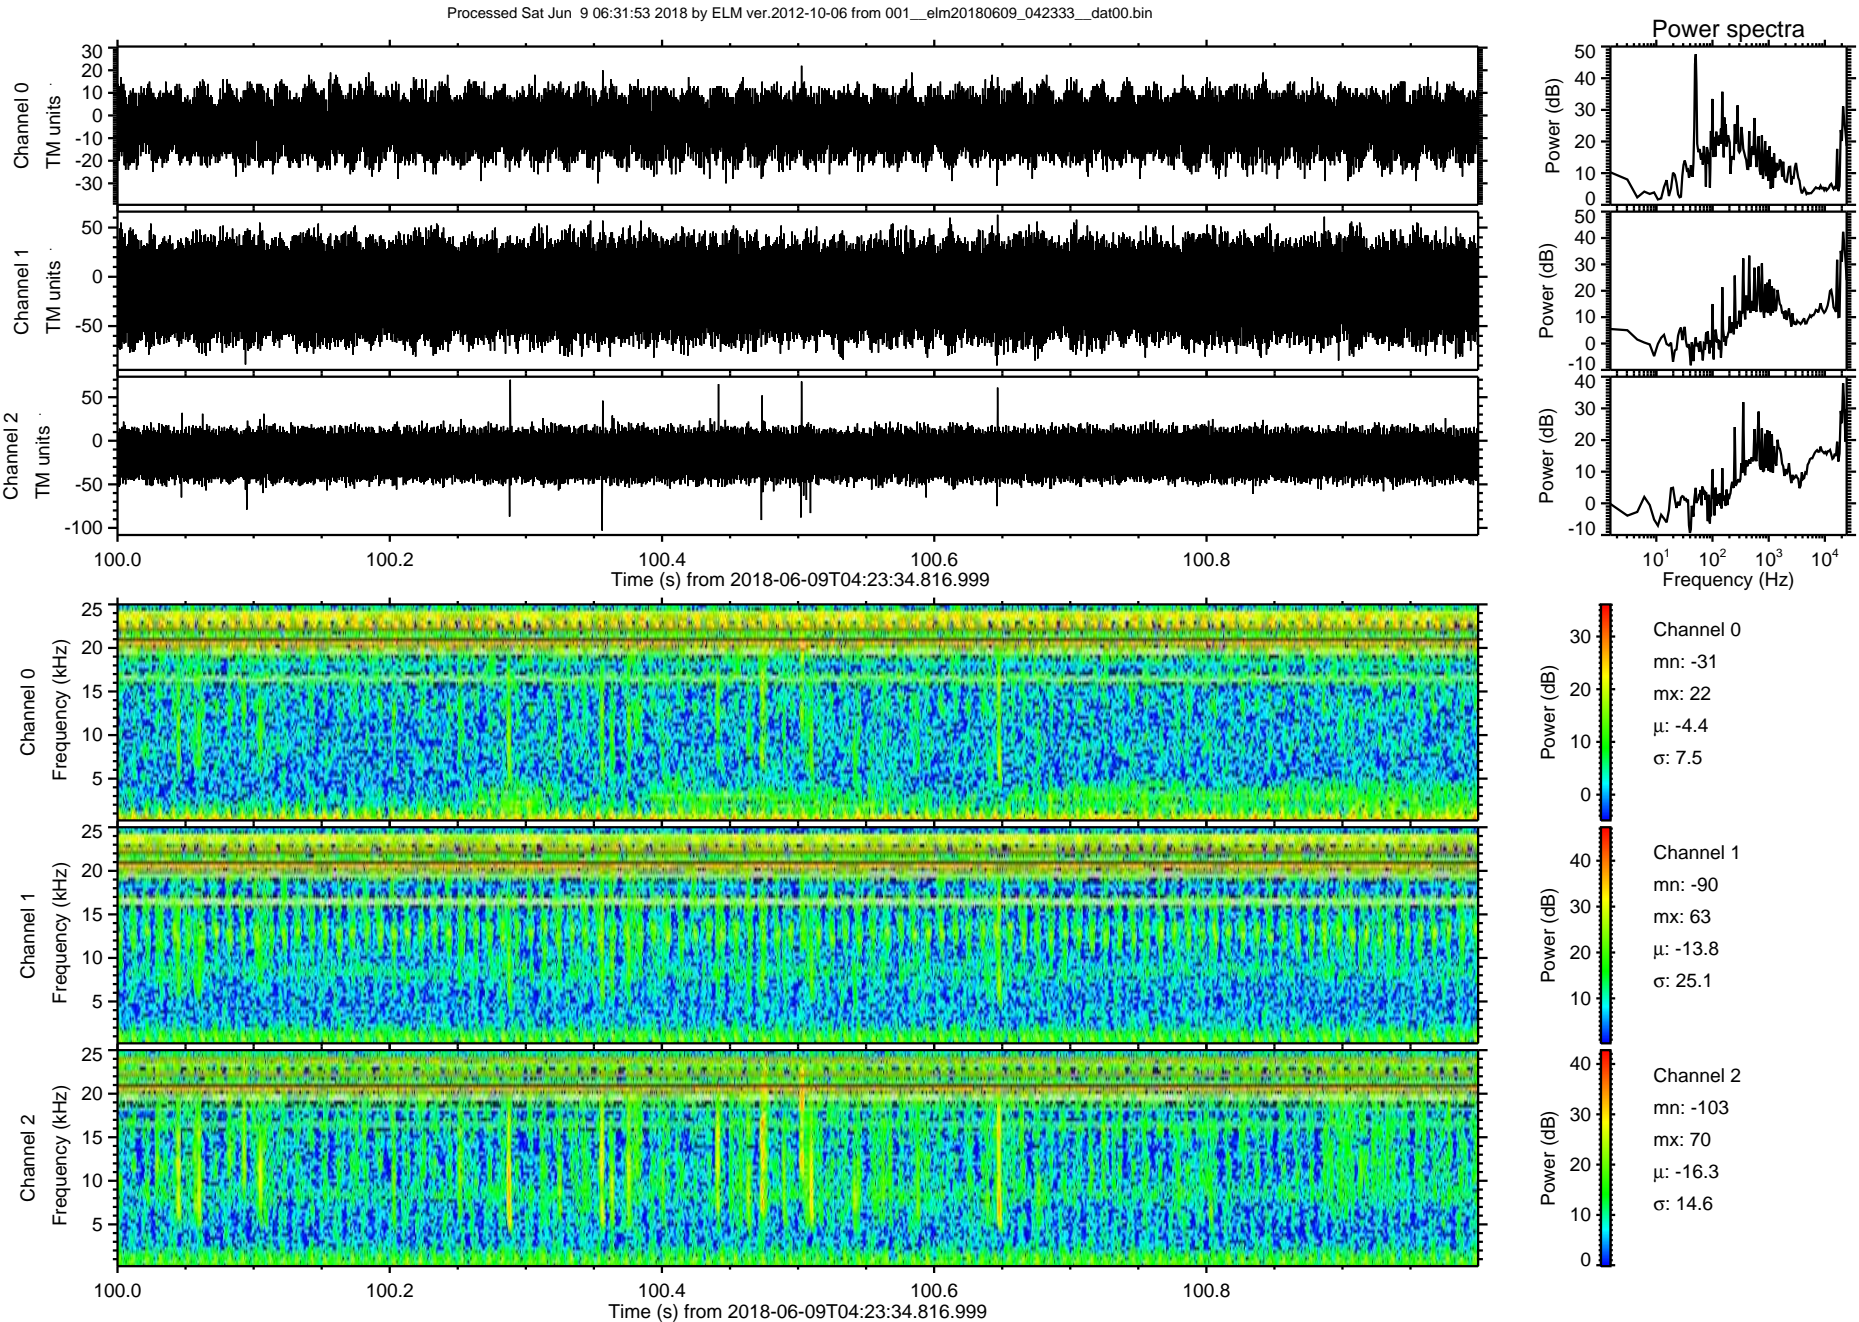 Processed Sat Jun  9 06:31:53 2018 by ELM ver.2012-10-06 from 001__elm20180609_042333__dat00.bin
Power spectra
Channel 0
TM units
30
20
10
0
-10
-20
-30
Power (dB)
50
40
30
20
10
0
Channel 1
TM units
50
0
-50
Power (dB)
50
40
30
20
10
0
-10
Channel 2
TM units
50
0
-50
-100
Power (dB)
40
30
20
10
0
-10
100.0 100.2 100.4 100.6 100.8
Time (s) from 2018-06-09T04:23:34.816.999
10^1 10^2 10^3 10^4
Frequency (Hz)
Channel 0
Frequency (kHz)
25
20
15
10
5
Power (dB)
30
20
10
0
Channel 0
mn: -31
mx: 22
μ: -4.4
σ: 7.5
Channel 1
Frequency (kHz)
25
20
15
10
5
Power (dB)
40
30
20
10
Channel 1
mn: -90
mx: 63
μ: -13.8
σ: 25.1
Channel 2
Frequency (kHz)
25
20
15
10
5
Power (dB)
40
30
20
10
0
Channel 2
mn: -103
mx: 70
μ: -16.3
σ: 14.6
100.0 100.2 100.4 100.6 100.8
Time (s) from 2018-06-09T04:23:34.816.999